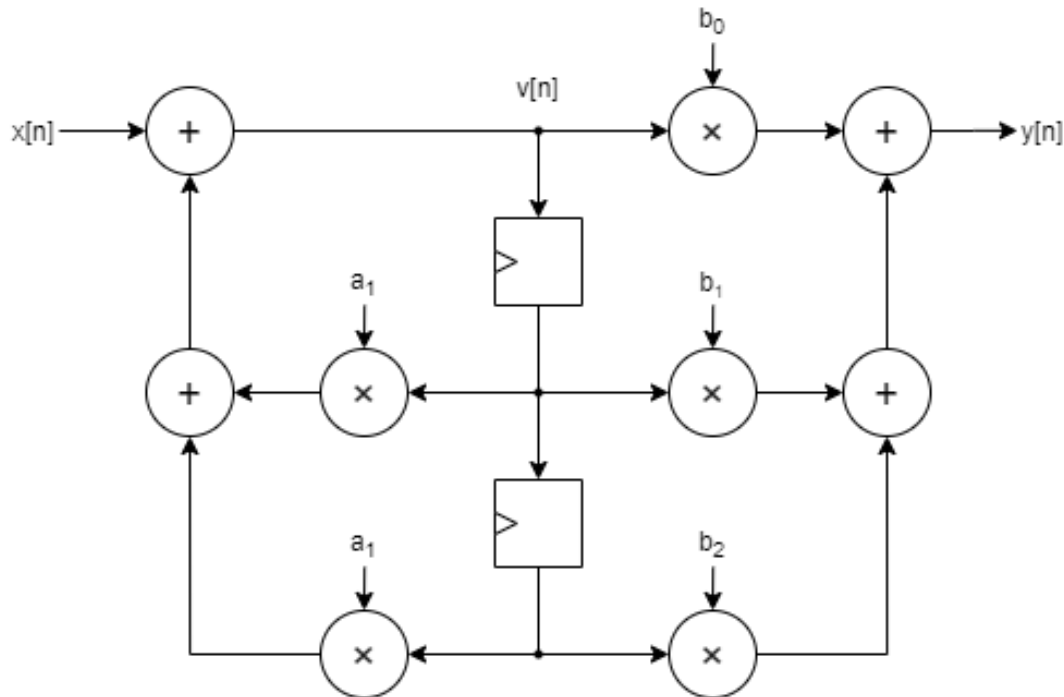 b₀
v[n]
x[n] + × + y[n]
a₁ b₁
+ × × +
a₁ b₂
× ×